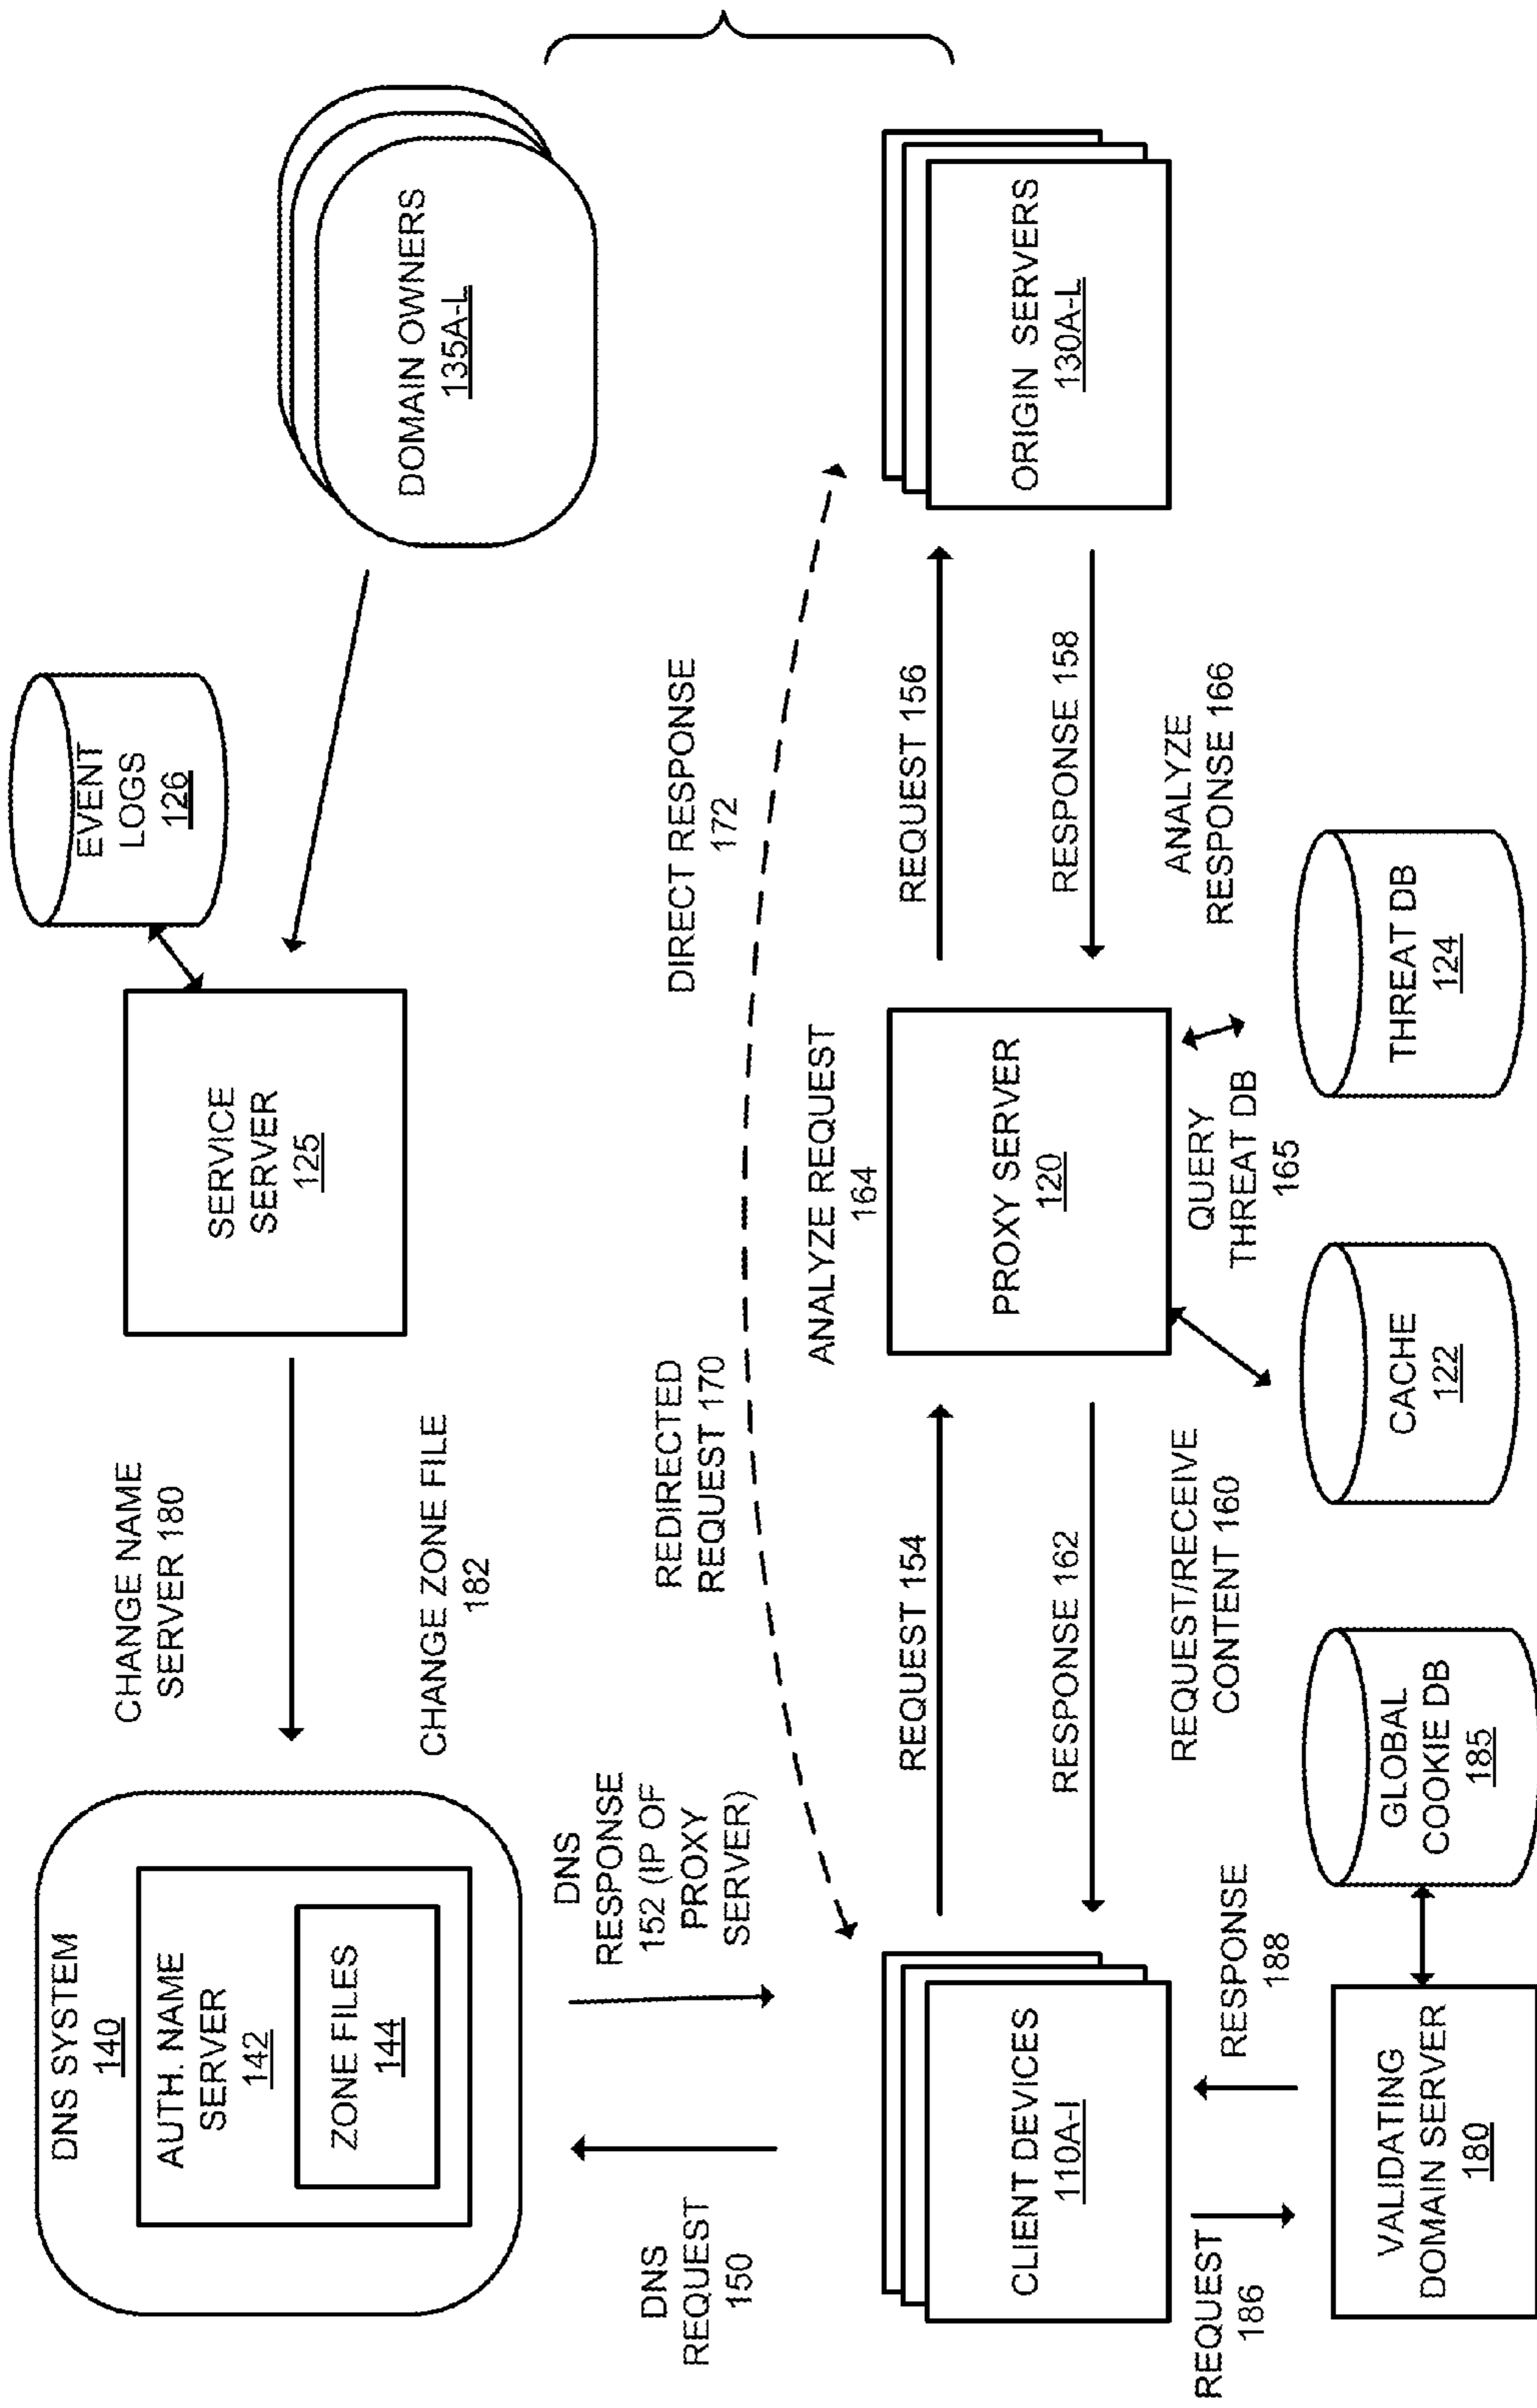 DNS SYSTEM
140
AUTH. NAME
SERVER
142
ZONE FILES
144
CHANGE NAME
SERVER 180
CHANGE ZONE FILE
182
SERVICE
SERVER
125
EVENT
LOGS
126
DOMAIN OWNERS
135A-L
DNS
REQUEST
150
DNS
RESPONSE
152 (IP OF
PROXY
SERVER)
REDIRECTED
REQUEST 170
DIRECT RESPONSE
172
CLIENT DEVICES
110A-I
REQUEST 154
RESPONSE 162
ANALYZE REQUEST
164
PROXY SERVER
120
REQUEST 156
RESPONSE 158
ORIGIN SERVERS
130A-L
REQUEST
186
RESPONSE
188
REQUEST/RECEIVE
CONTENT 160
QUERY
THREAT DB
165
ANALYZE
RESPONSE 166
VALIDATING
DOMAIN SERVER
180
GLOBAL
COOKIE DB
185
CACHE
122
THREAT DB
124